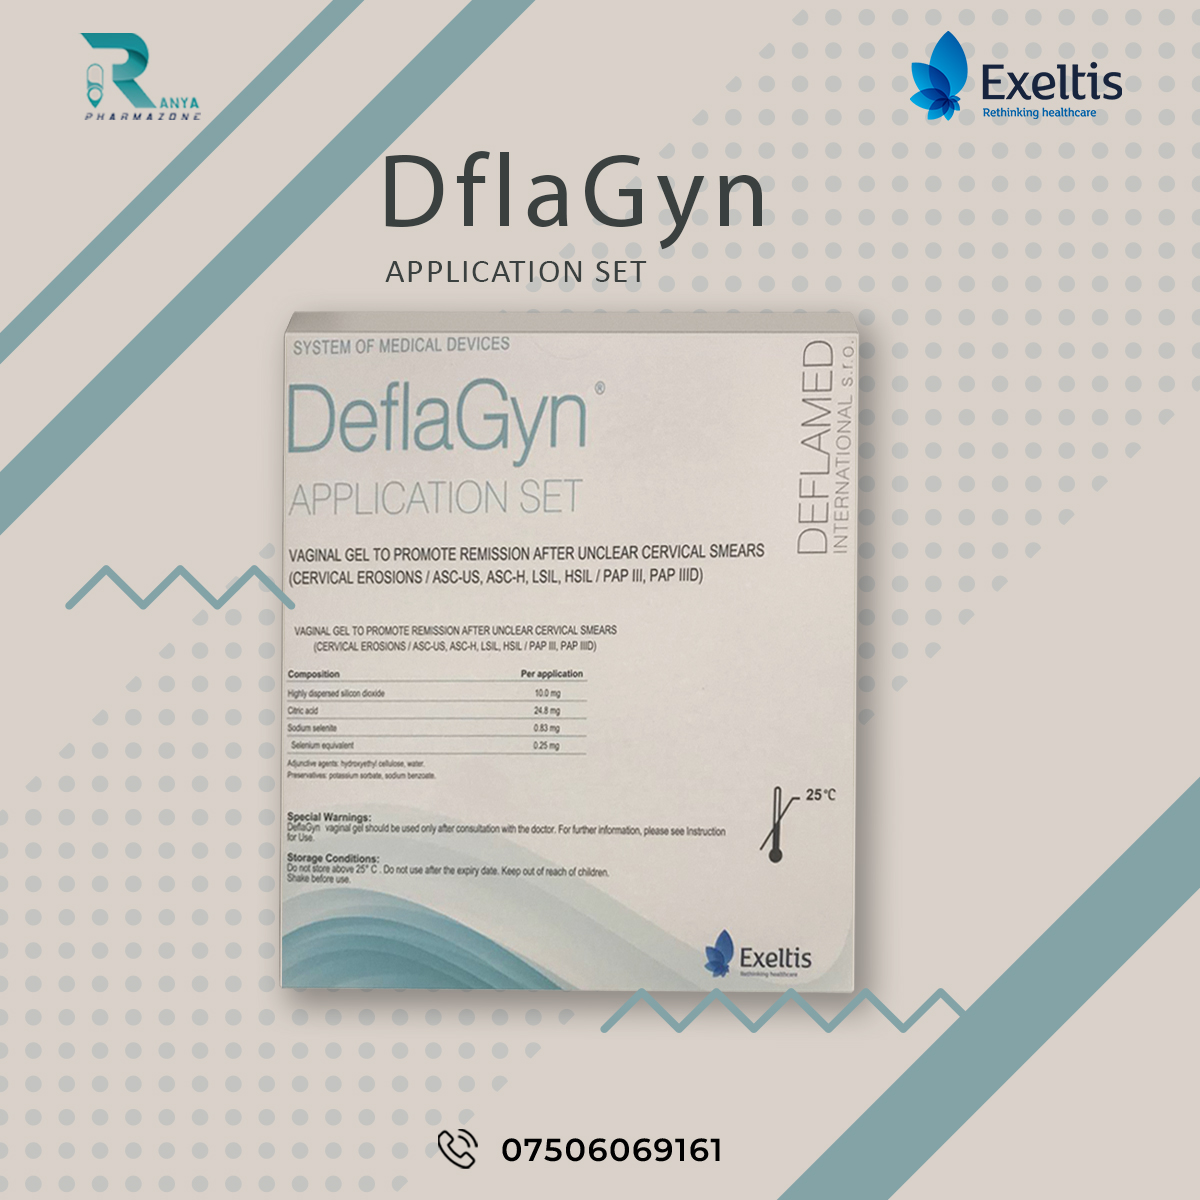 RANYA
PHARMAZONE
Exeltis
Rethinking healthcare
DflaGyn
APPLICATION SET
SYSTEM OF MEDICAL DEVICES
DeflaGyn®
APPLICATION SET
DEFLAMED
INTERNATIONAL s.r.o.
VAGINAL GEL TO PROMOTE REMISSION AFTER UNCLEAR CERVICAL SMEARS
(CERVICAL EROSIONS / ASC-US, ASC-H, LSIL, HSIL / PAP III, PAP IIID)
VAGINAL GEL TO PROMOTE REMISSION AFTER UNCLEAR CERVICAL SMEARS
(CERVICAL EROSIONS / ASC-US, ASC-H, LSIL, HSIL / PAP III, PAP IIID)
Composition Per application
Highly dispersed silicon dioxide 10.0 mg
Citric acid 24.8 mg
Sodium selenite 0.83 mg
Selenium equivalent 0.25 mg
Adjunctive agents: hydroxyethyl cellulose, water.
Preservatives: potassium sorbate, sodium benzoate.
25°C
Special Warnings:
DeflaGyn vaginal gel should be used only after consultation with the doctor. For further information, please see Instruction
for Use.
Storage Conditions:
Do not store above 25° C . Do not use after the expiry date. Keep out of reach of children.
Shake before use.
Exeltis
Rethinking healthcare
07506069161